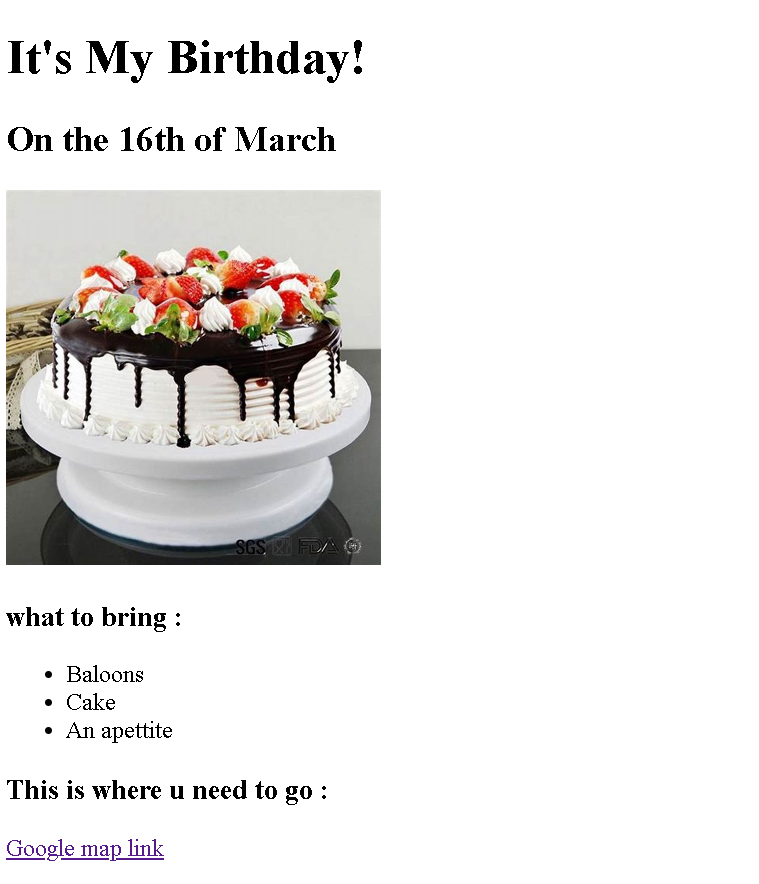 It's My Birthday!
On the 16th of March
SGS FDA
what to bring :
Baloons
Cake
An apettite
This is where u need to go :
Google map link